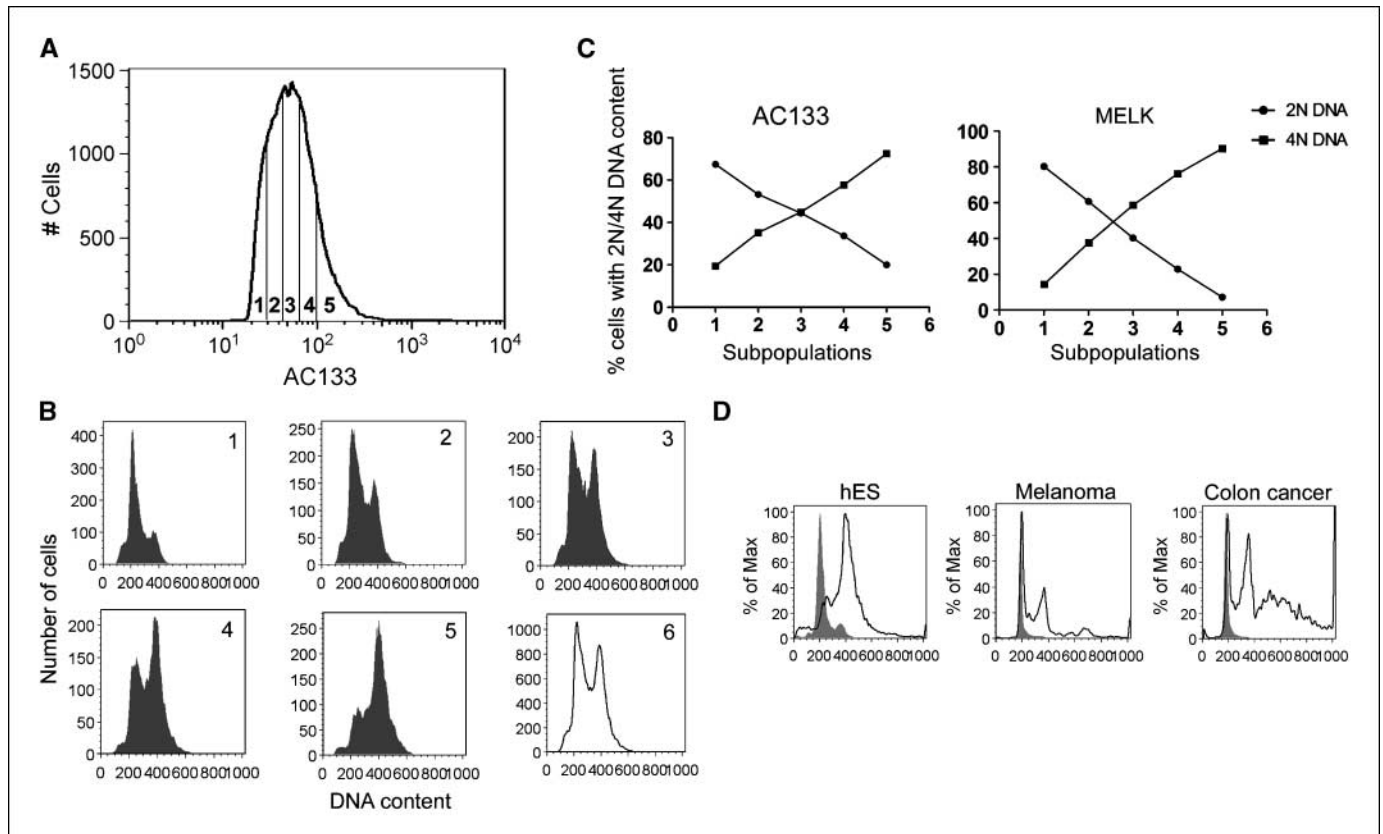 A
1500
1000
500
0
# Cells
1 2 3 4 5
10^0 10^1 10^2 10^3 10^4
AC133
C
% cells with 2N/4N DNA content
AC133
80
60
40
20
0
0 1 2 3 4 5 6
Subpopulations
MELK
100
80
60
40
20
0
0 1 2 3 4 5 6
Subpopulations
2N DNA
4N DNA
B
Number of cells
1
400
300
200
100
0
0 200 400 600 800 1000
2
250
200
150
100
50
0
0 200 400 600 800 1000
3
200
150
100
50
0
0 200 400 600 800 1000
4
200
150
100
50
0
0 200 400 600 800 1000
5
250
200
150
100
50
0
0 200 400 600 800 1000
6
1000
800
600
400
200
0
0 200 400 600 800 1000
DNA content
D
hES
% of Max
100
80
60
40
20
0
0 200 400 600 800 1000
Melanoma
% of Max
100
80
60
40
20
0
0 200 400 600 800 1000
Colon cancer
% of Max
100
80
60
40
20
0
0 200 400 600 800 1000